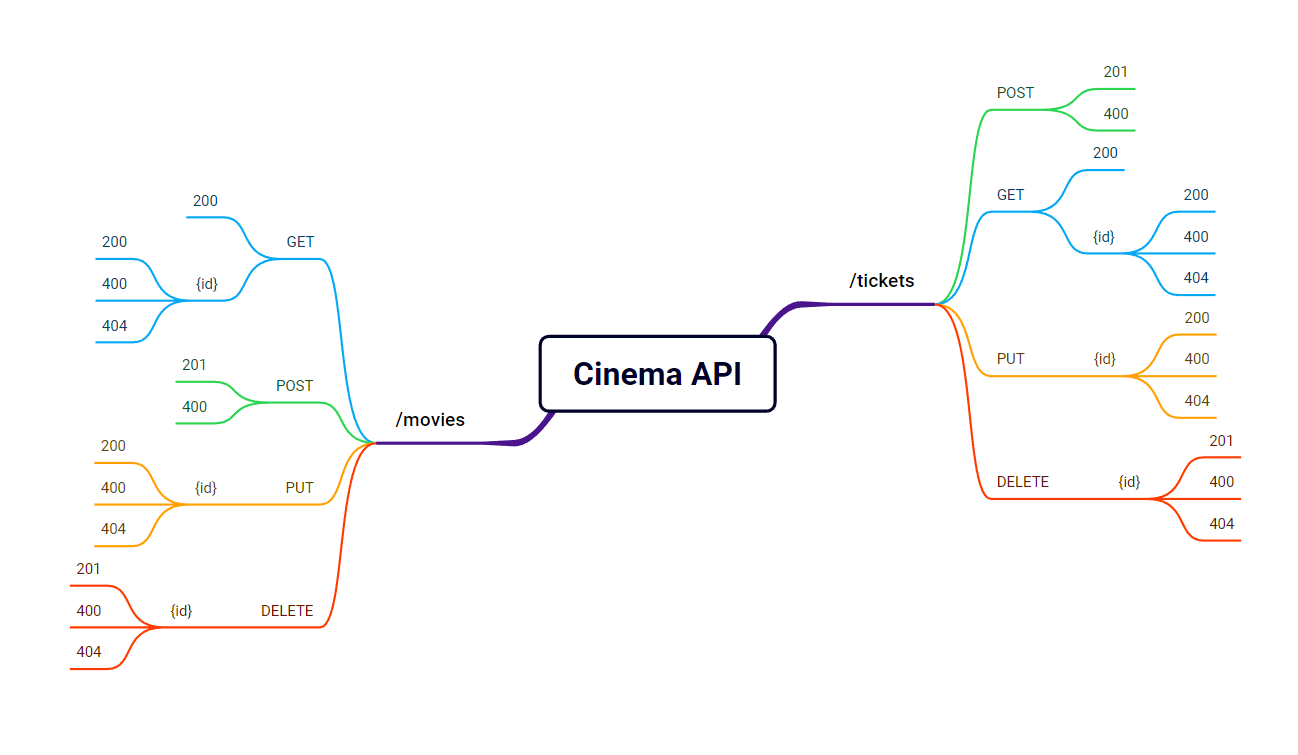 Cinema API
/movies
GET
200
{id}
200
400
404
POST
201
400
PUT
{id}
200
400
404
DELETE
{id}
201
400
404
/tickets
POST
201
400
GET
200
{id}
200
400
404
PUT
{id}
200
400
404
DELETE
{id}
201
400
404